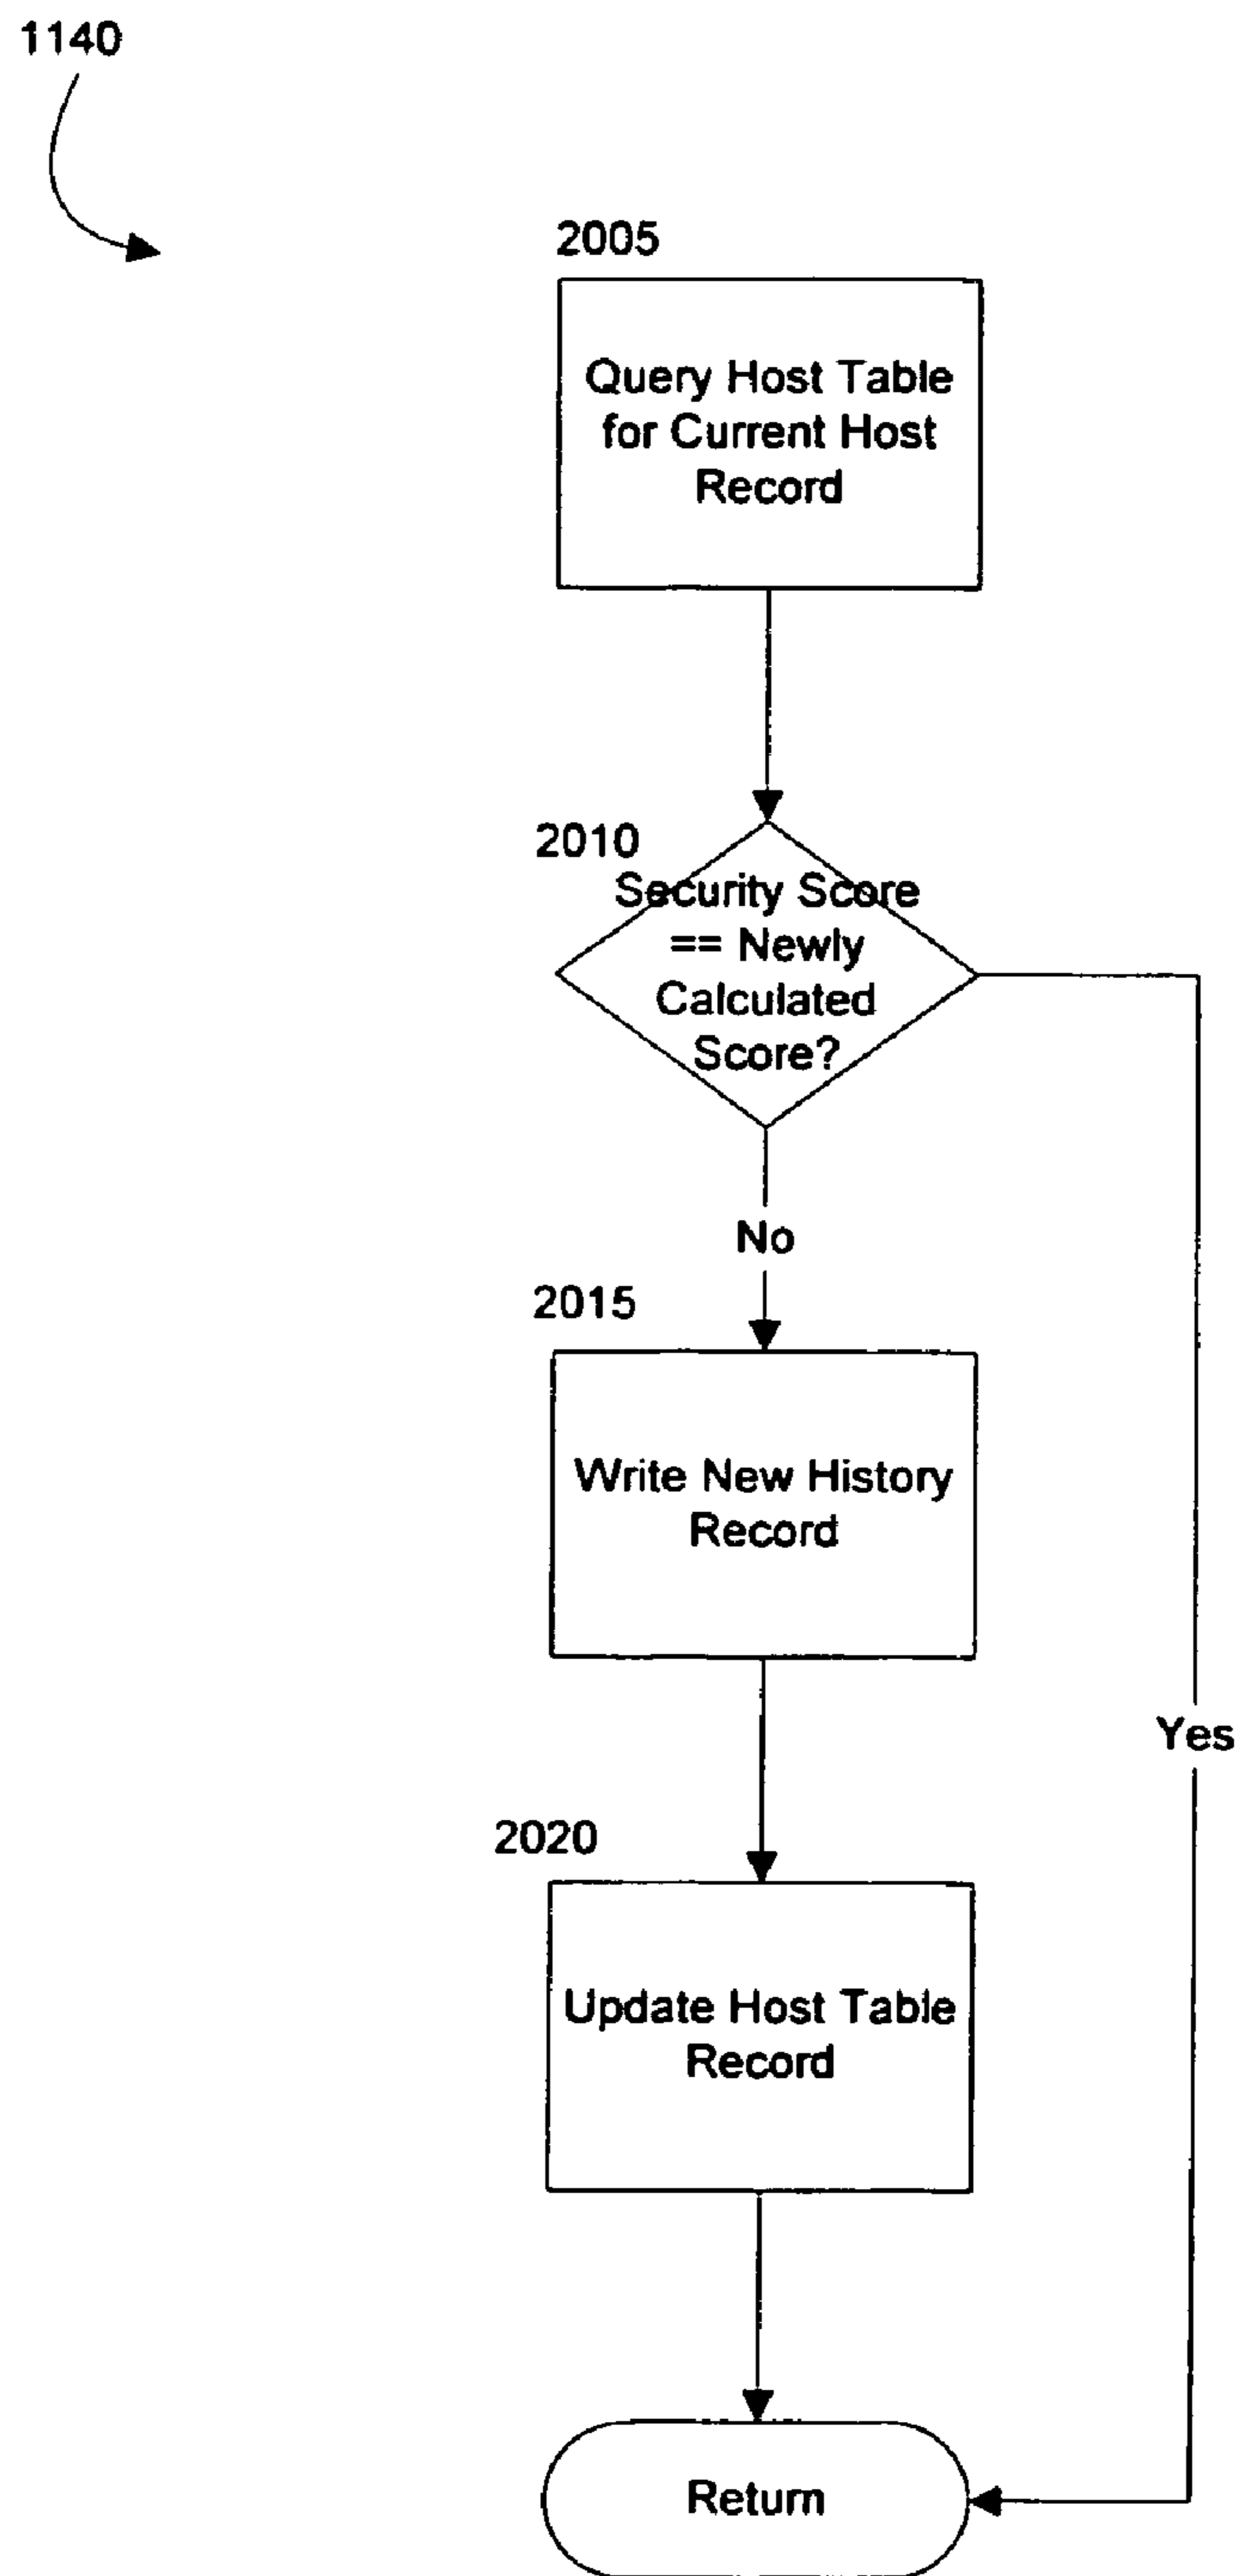 1140
2005
Query Host Table
for Current Host
Record
2010
Security Score
== Newly
Calculated
Score?
No
2015
Write New History
Record
Yes
2020
Update Host Table
Record
Return